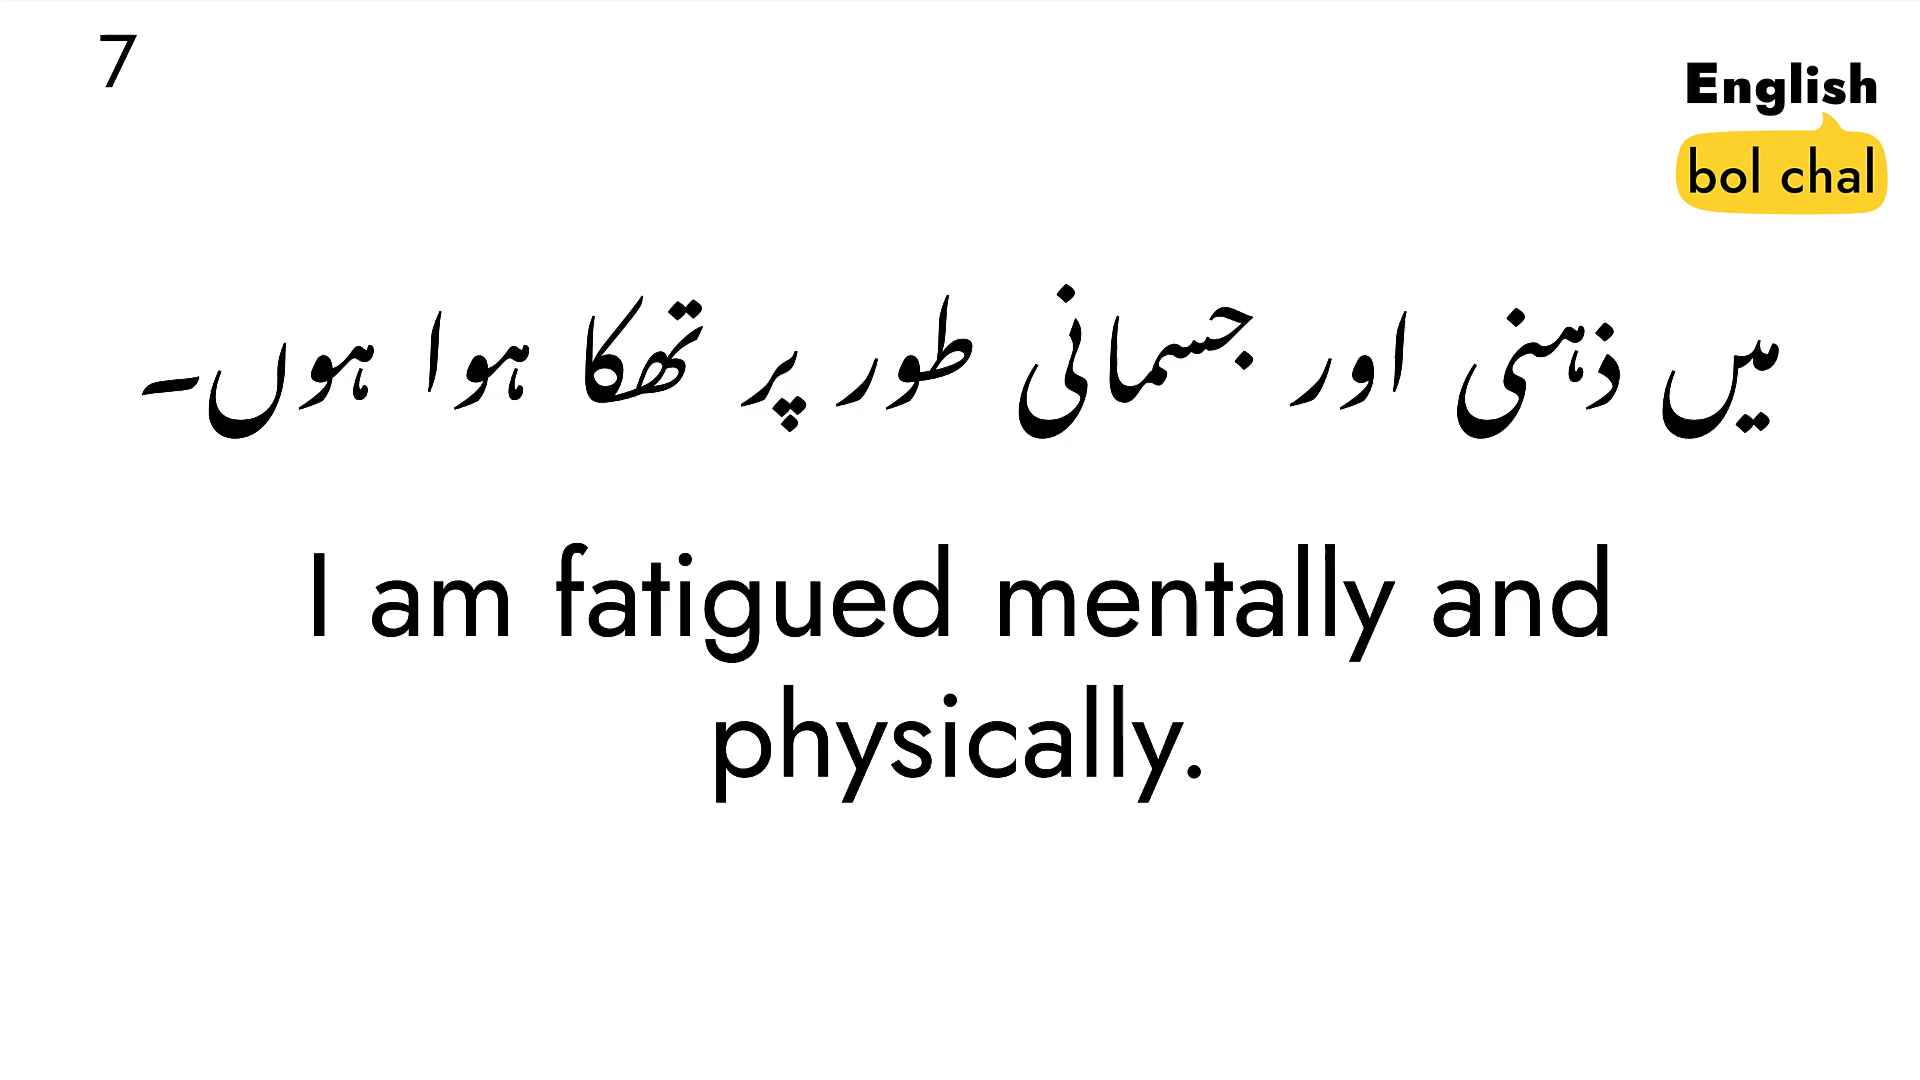 7
English
bol chal
میں ذہنی اور جسمانی طور پر تھکا ہوا ہوں۔
I am fatigued mentally and
physically.